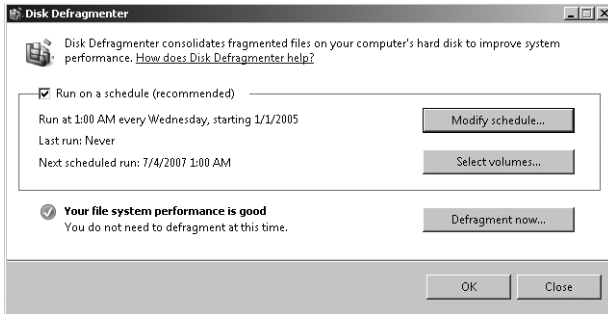 Disk Defragmenter
Disk Defragmenter consolidates fragmented files on your computer's hard disk to improve system
performance. How does Disk Defragmenter help?
Run on a schedule (recommended)
Run at 1:00 AM every Wednesday, starting 1/1/2005
Modify schedule...
Last run: Never
Next scheduled run: 7/4/2007 1:00 AM
Select volumes...
Your file system performance is good
You do not need to defragment at this time.
Defragment now...
OK
Close